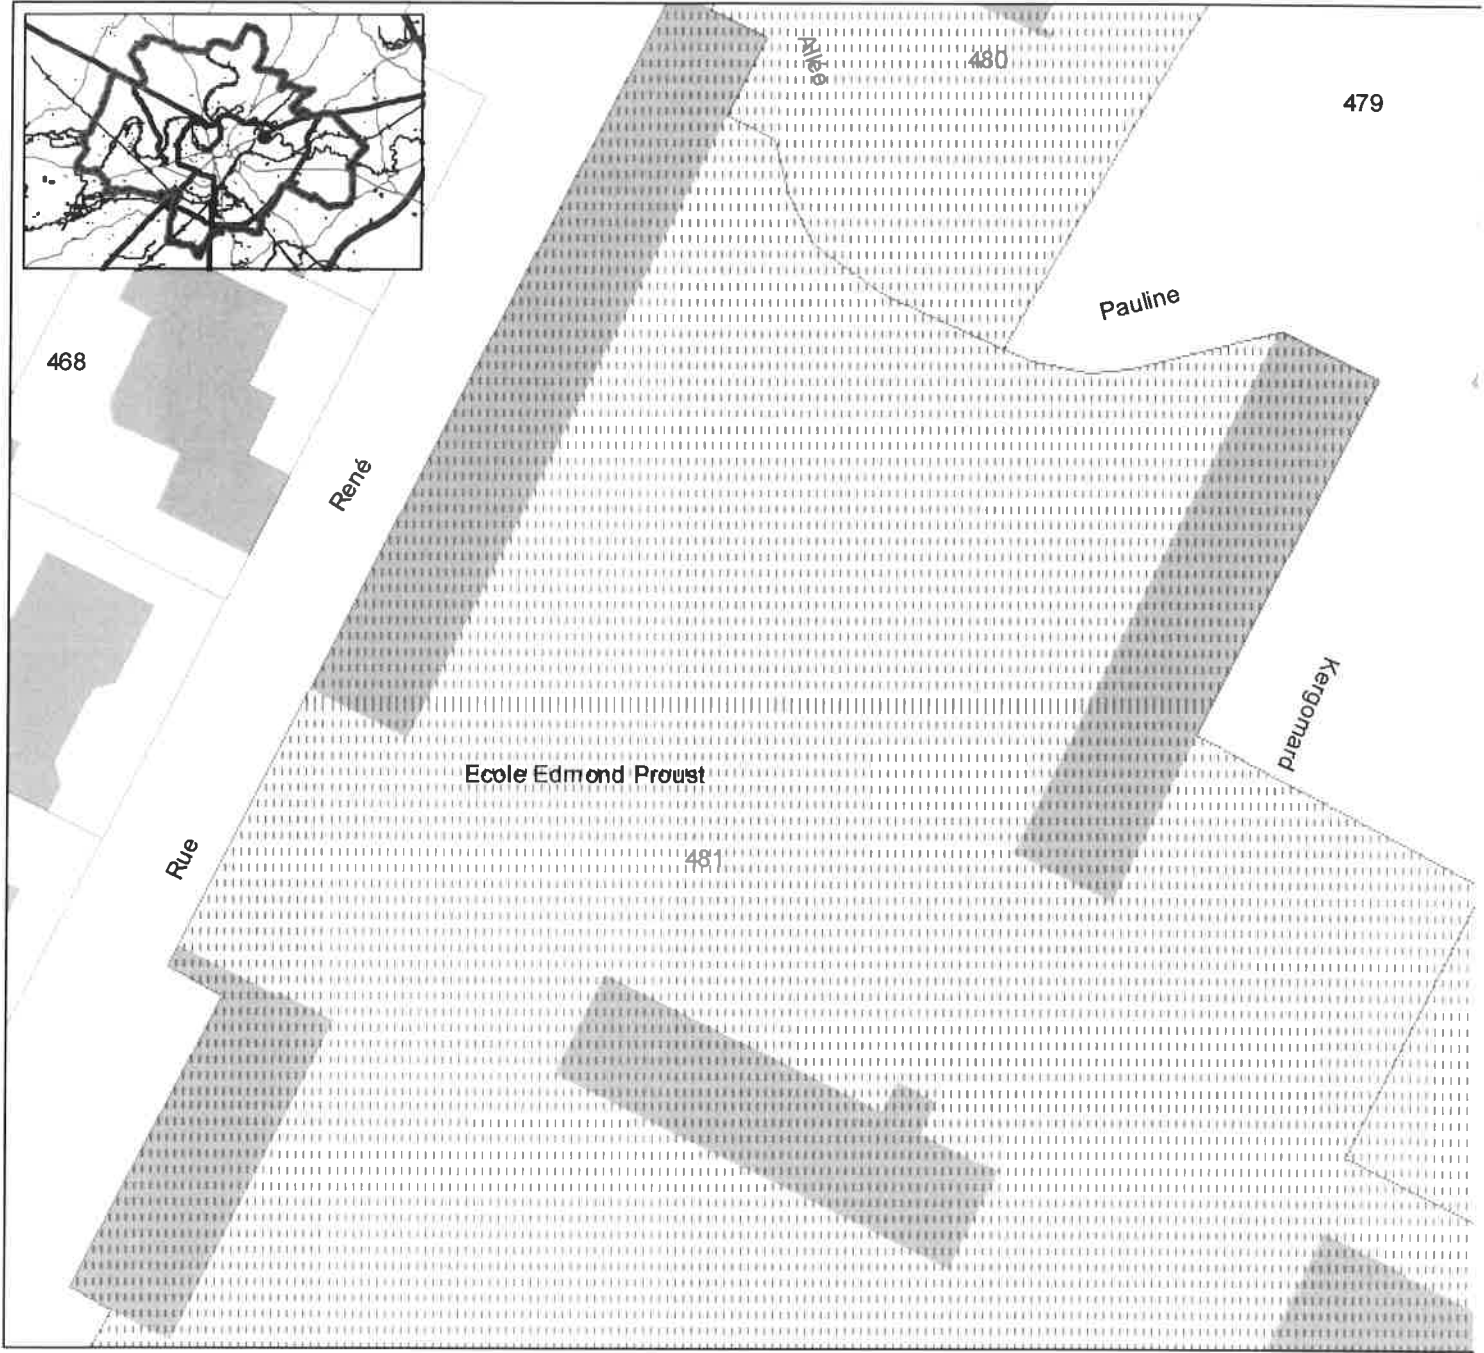 Allée
480
479
Pauline
468
René
Kergomard
Ecole Edmond Proust
Rue
481